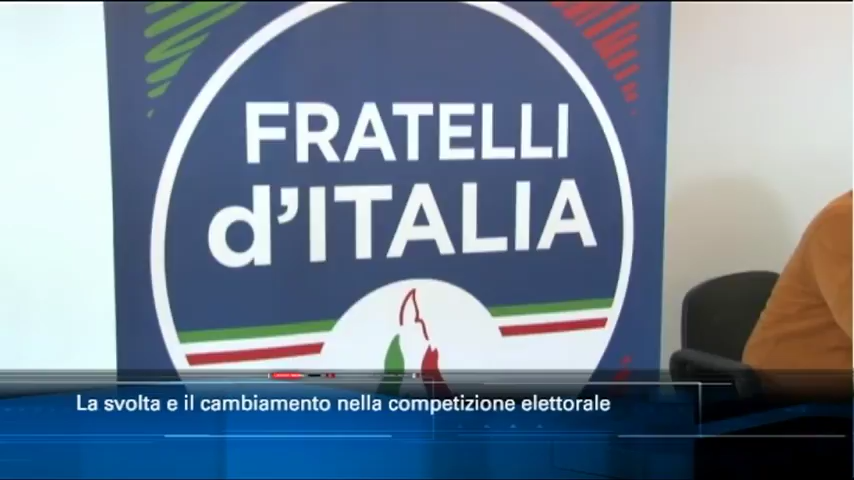 FRATELLI
d'ITALIA
La svolta e il cambiamento nella competizione elettorale